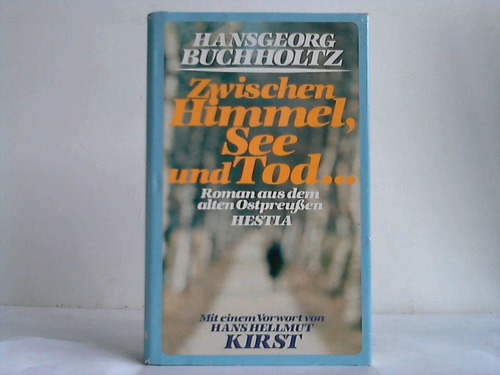 HANSGEORG
BUCHHOLTZ
Zwischen
Himmel,
See
und Tod...
Roman aus dem
alten Ostpreußen
HESTIA
Mit einem Vorwort von
HANS HELLMUT
KIRST